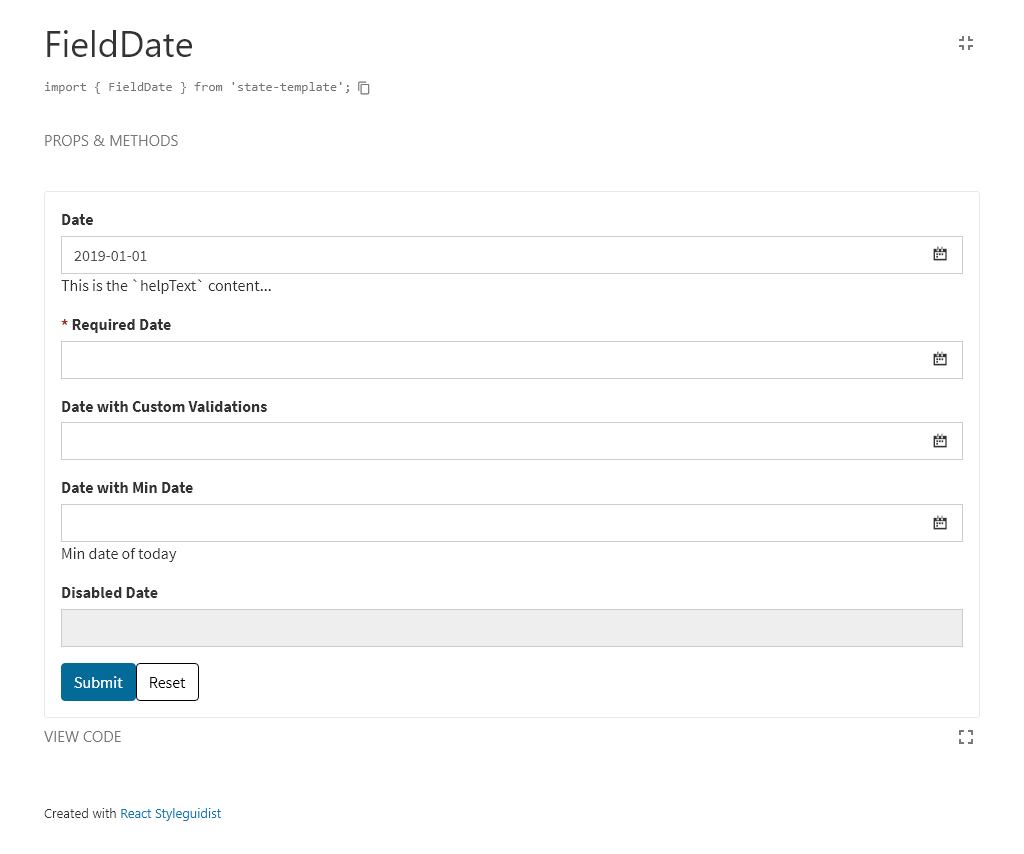 FieldDate
import { FieldDate } from 'state-template';
PROPS & METHODS
Date
2019-01-01
This is the `helpText` content...
* Required Date
Date with Custom Validations
Date with Min Date
Min date of today
Disabled Date
Submit Reset
VIEW CODE
Created with React Styleguidist